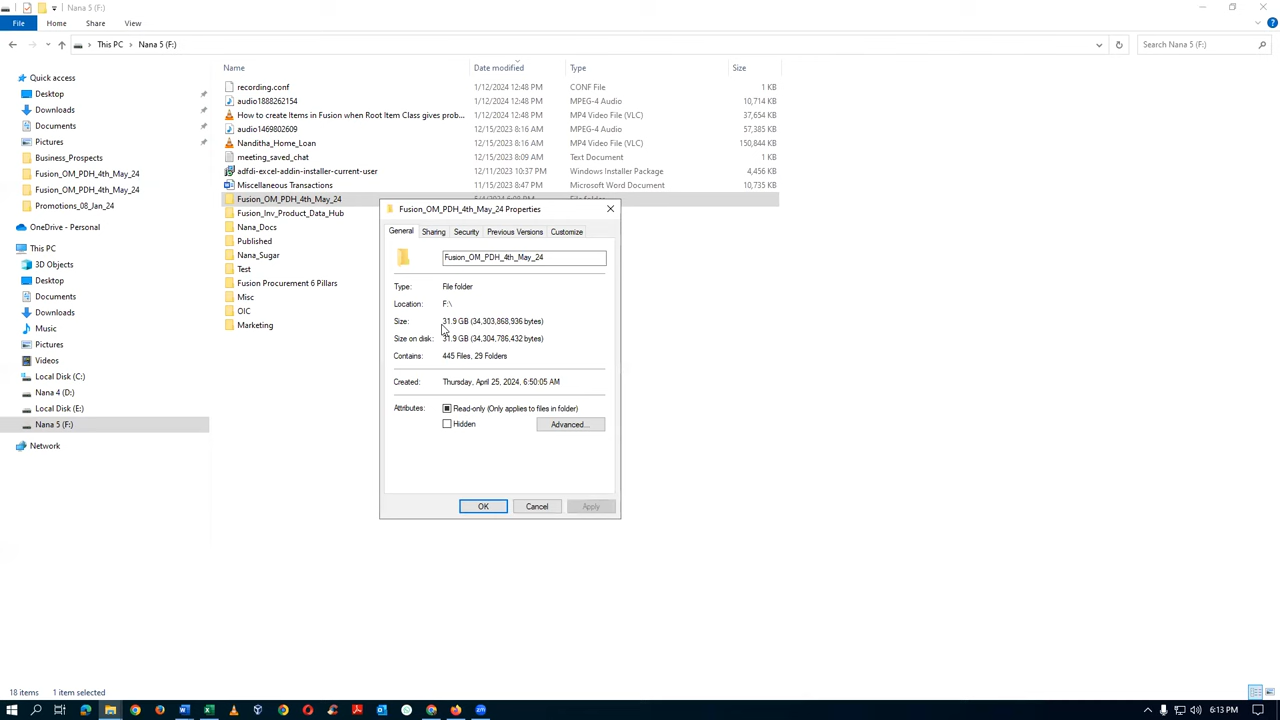 Nana 5 (F:)
File Home Share View
This PC Nana 5 (F:) Search Nana 5 (F:)
Name Date modified Type Size
Quick access
Desktop
Downloads
Documents
Pictures
Business_Prospects
Fusion_OM_PDH_4th_May_24
Fusion_OM_PDH_4th_May_24
Promotions_08_Jan_24
OneDrive - Personal
This PC
3D Objects
Desktop
Documents
Downloads
Music
Pictures
Videos
Local Disk (C:)
Nana 4 (D:)
Local Disk (E:)
Nana 5 (F:)
Network
recording.conf 1/12/2024 12:48 PM CONF File 1 KB
audio1888262154 1/12/2024 12:48 PM MPEG-4 Audio 10,714 KB
How to create Items in Fusion when Root Item Class gives prob... 1/12/2024 12:48 PM MP4 Video File (VLC) 37,654 KB
audio1469802609 12/15/2023 8:16 AM MPEG-4 Audio 57,385 KB
Nanditha_Home_Loan 12/15/2023 8:16 AM MP4 Video File (VLC) 150,844 KB
meeting_saved_chat 12/15/2023 8:09 AM Text Document 1 KB
adfdi-excel-addin-installer-current-user 12/11/2023 10:37 PM Windows Installer Package 4,456 KB
Miscellaneous Transactions 11/15/2023 8:47 PM Microsoft Word Document 10,735 KB
Fusion_OM_PDH_4th_May_24
Fusion_Inv_Product_Data_Hub
Nana_Docs
Published
Nana_Sugar
Test
Fusion Procurement 6 Pillars
Misc
OIC
Marketing
Fusion_OM_PDH_4th_May_24 Properties
General Sharing Security Previous Versions Customize
Fusion_OM_PDH_4th_May_24
Type: File folder
Location: F:\
Size: 31.9 GB (34,303,868,936 bytes)
Size on disk: 31.9 GB (34,304,786,432 bytes)
Contains: 445 Files, 29 Folders
Created: Thursday, April 25, 2024, 6:50:05 AM
Attributes: Read-only (Only applies to files in folder)
Hidden Advanced...
OK Cancel Apply
18 items 1 item selected
6:13 PM